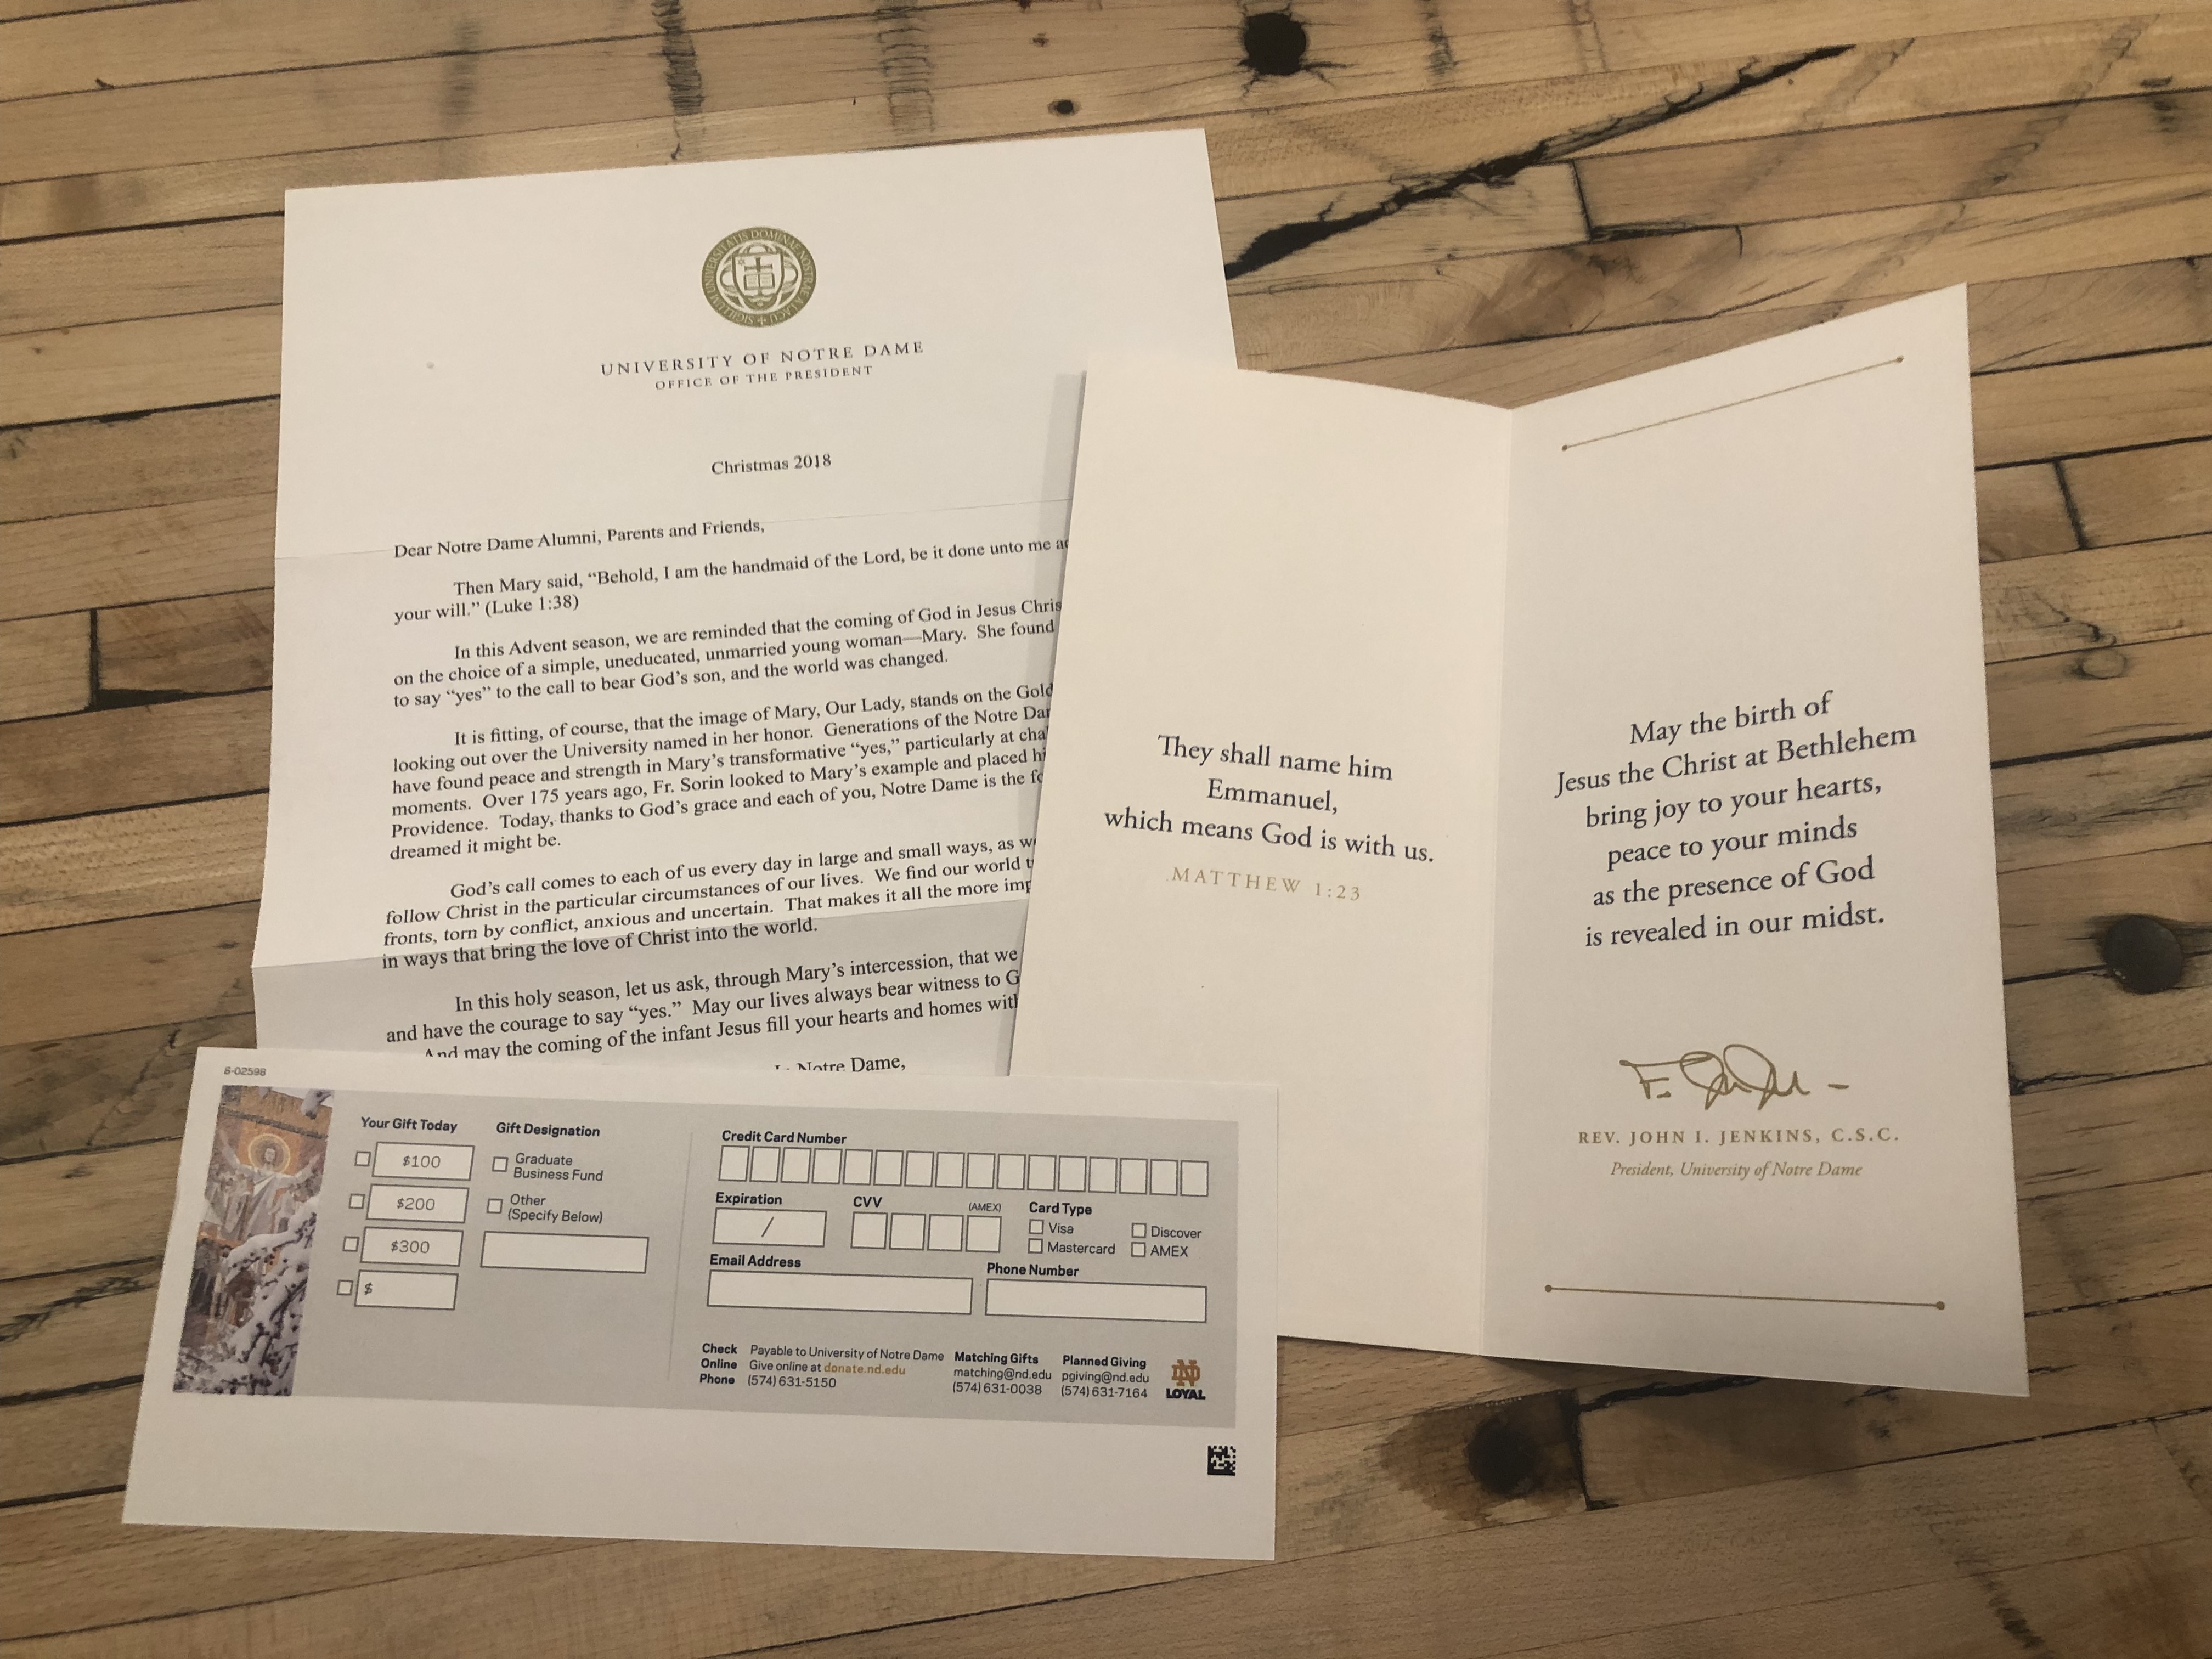 SIGILLUM UNIVERSITATIS DOMINAE NOSTRAE A LACU
UNIVERSITY OF NOTRE DAME
OFFICE OF THE PRESIDENT
Christmas 2018
Dear Notre Dame Alumni, Parents and Friends,
Then Mary said, “Behold, I am the handmaid of the Lord, be it done unto me
your will.” (Luke 1:38)
In this Advent season, we are reminded that the coming of God in Jesus Chris
on the choice of a simple, uneducated, unmarried young woman—Mary. She found
to say “yes” to the call to bear God’s son, and the world was changed.
It is fitting, of course, that the image of Mary, Our Lady, stands on the Gold
looking out over the University named in her honor. Generations of the Notre Da
have found peace and strength in Mary’s transformative “yes,” particularly at cha
moments. Over 175 years ago, Fr. Sorin looked to Mary’s example and placed hi
Providence. Today, thanks to God’s grace and each of you, Notre Dame is the fo
dreamed it might be.
God’s call comes to each of us every day in large and small ways, as w
follow Christ in the particular circumstances of our lives. We find our world t
fronts, torn by conflict, anxious and uncertain. That makes it all the more imp
in ways that bring the love of Christ into the world.
In this holy season, let us ask, through Mary’s intercession, that we
and have the courage to say “yes.” May our lives always bear witness to G
And may the coming of the infant Jesus fill your hearts and homes with
Notre Dame,
They shall name him
Emmanuel,
which means God is with us.
MATTHEW 1:23
May the birth of
Jesus the Christ at Bethlehem
bring joy to your hearts,
peace to your minds
as the presence of God
is revealed in our midst.
REV. JOHN I. JENKINS, C.S.C.
President, University of Notre Dame
8-02598
Your Gift Today
$100
$200
$300
$
Gift Designation
Graduate
Business Fund
Other
(Specify Below)
Credit Card Number
Expiration
/
CVV
(AMEX)
Card Type
Visa
Discover
Mastercard
AMEX
Email Address
Phone Number
Check Payable to University of Notre Dame
Online Give online at donate.nd.edu
Phone (574) 631-5150
Matching Gifts
matching@nd.edu
(574) 631-0038
Planned Giving
pgiving@nd.edu
(574) 631-7164
ND
LOYAL